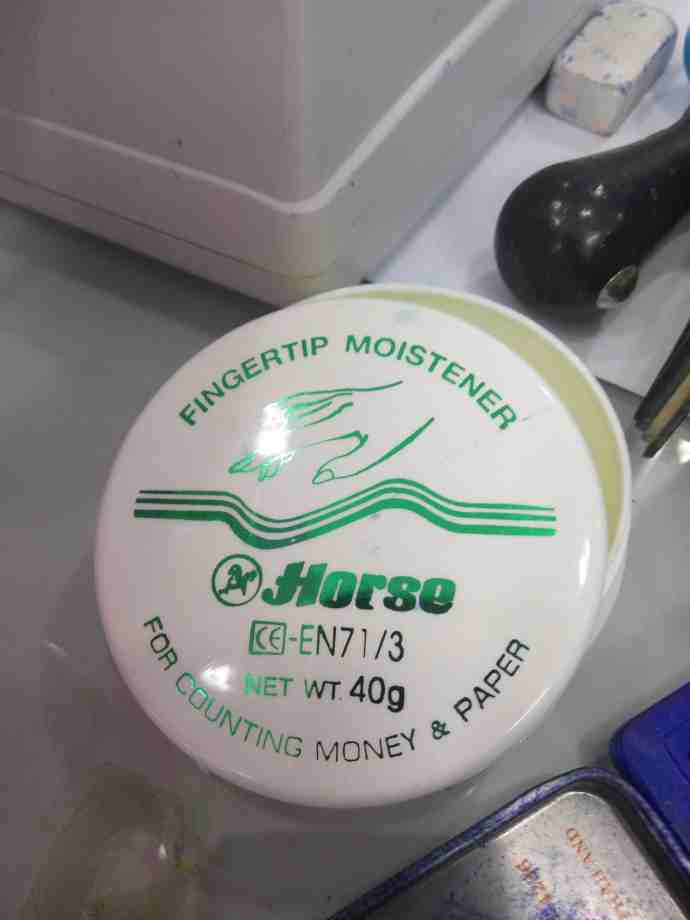 FINGERTIP MOISTENER
Horse
CE-EN71/3
NET WT. 40g
FOR COUNTING MONEY & PAPER